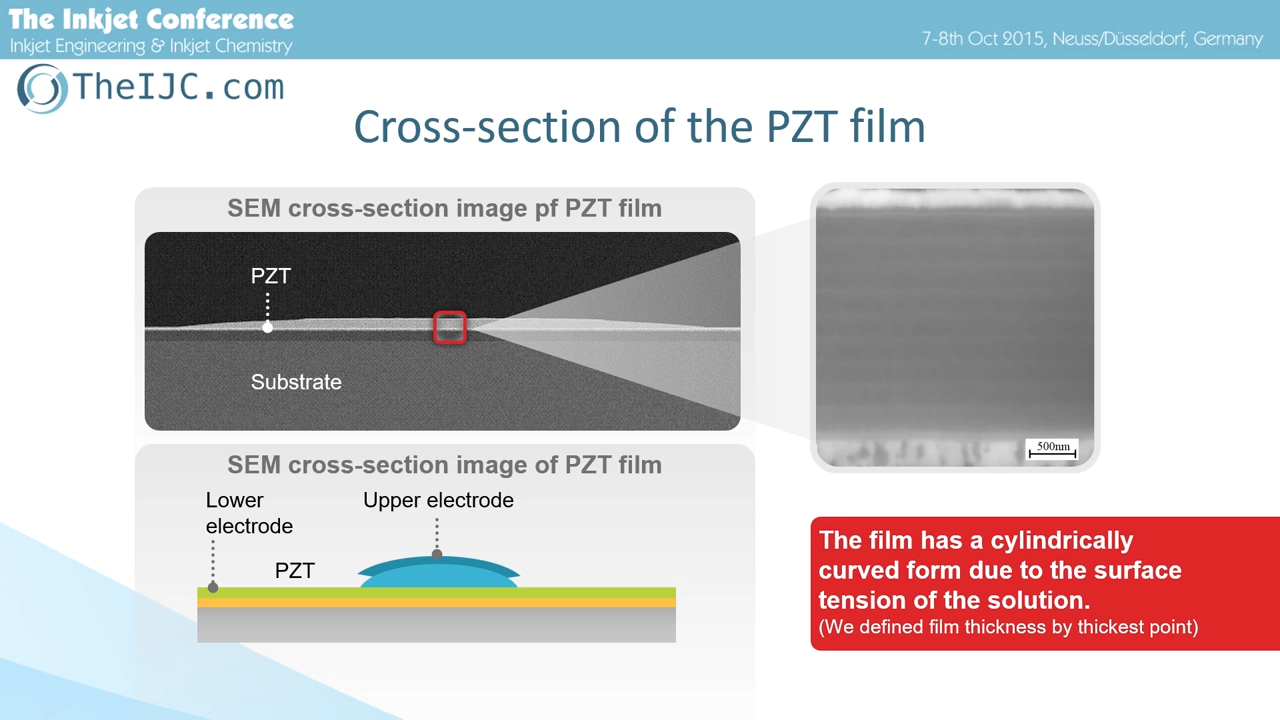 The Inkjet Conference
Inkjet Engineering & Inkjet Chemistry
7-8th Oct 2015, Neuss/Düsseldorf, Germany
TheIJC.com
Cross-section of the PZT film
SEM cross-section image pf PZT film
PZT
Substrate
500nm
SEM cross-section image of PZT film
Lower
electrode
Upper electrode
PZT
The film has a cylindrically
curved form due to the surface
tension of the solution.
(We defined film thickness by thickest point)